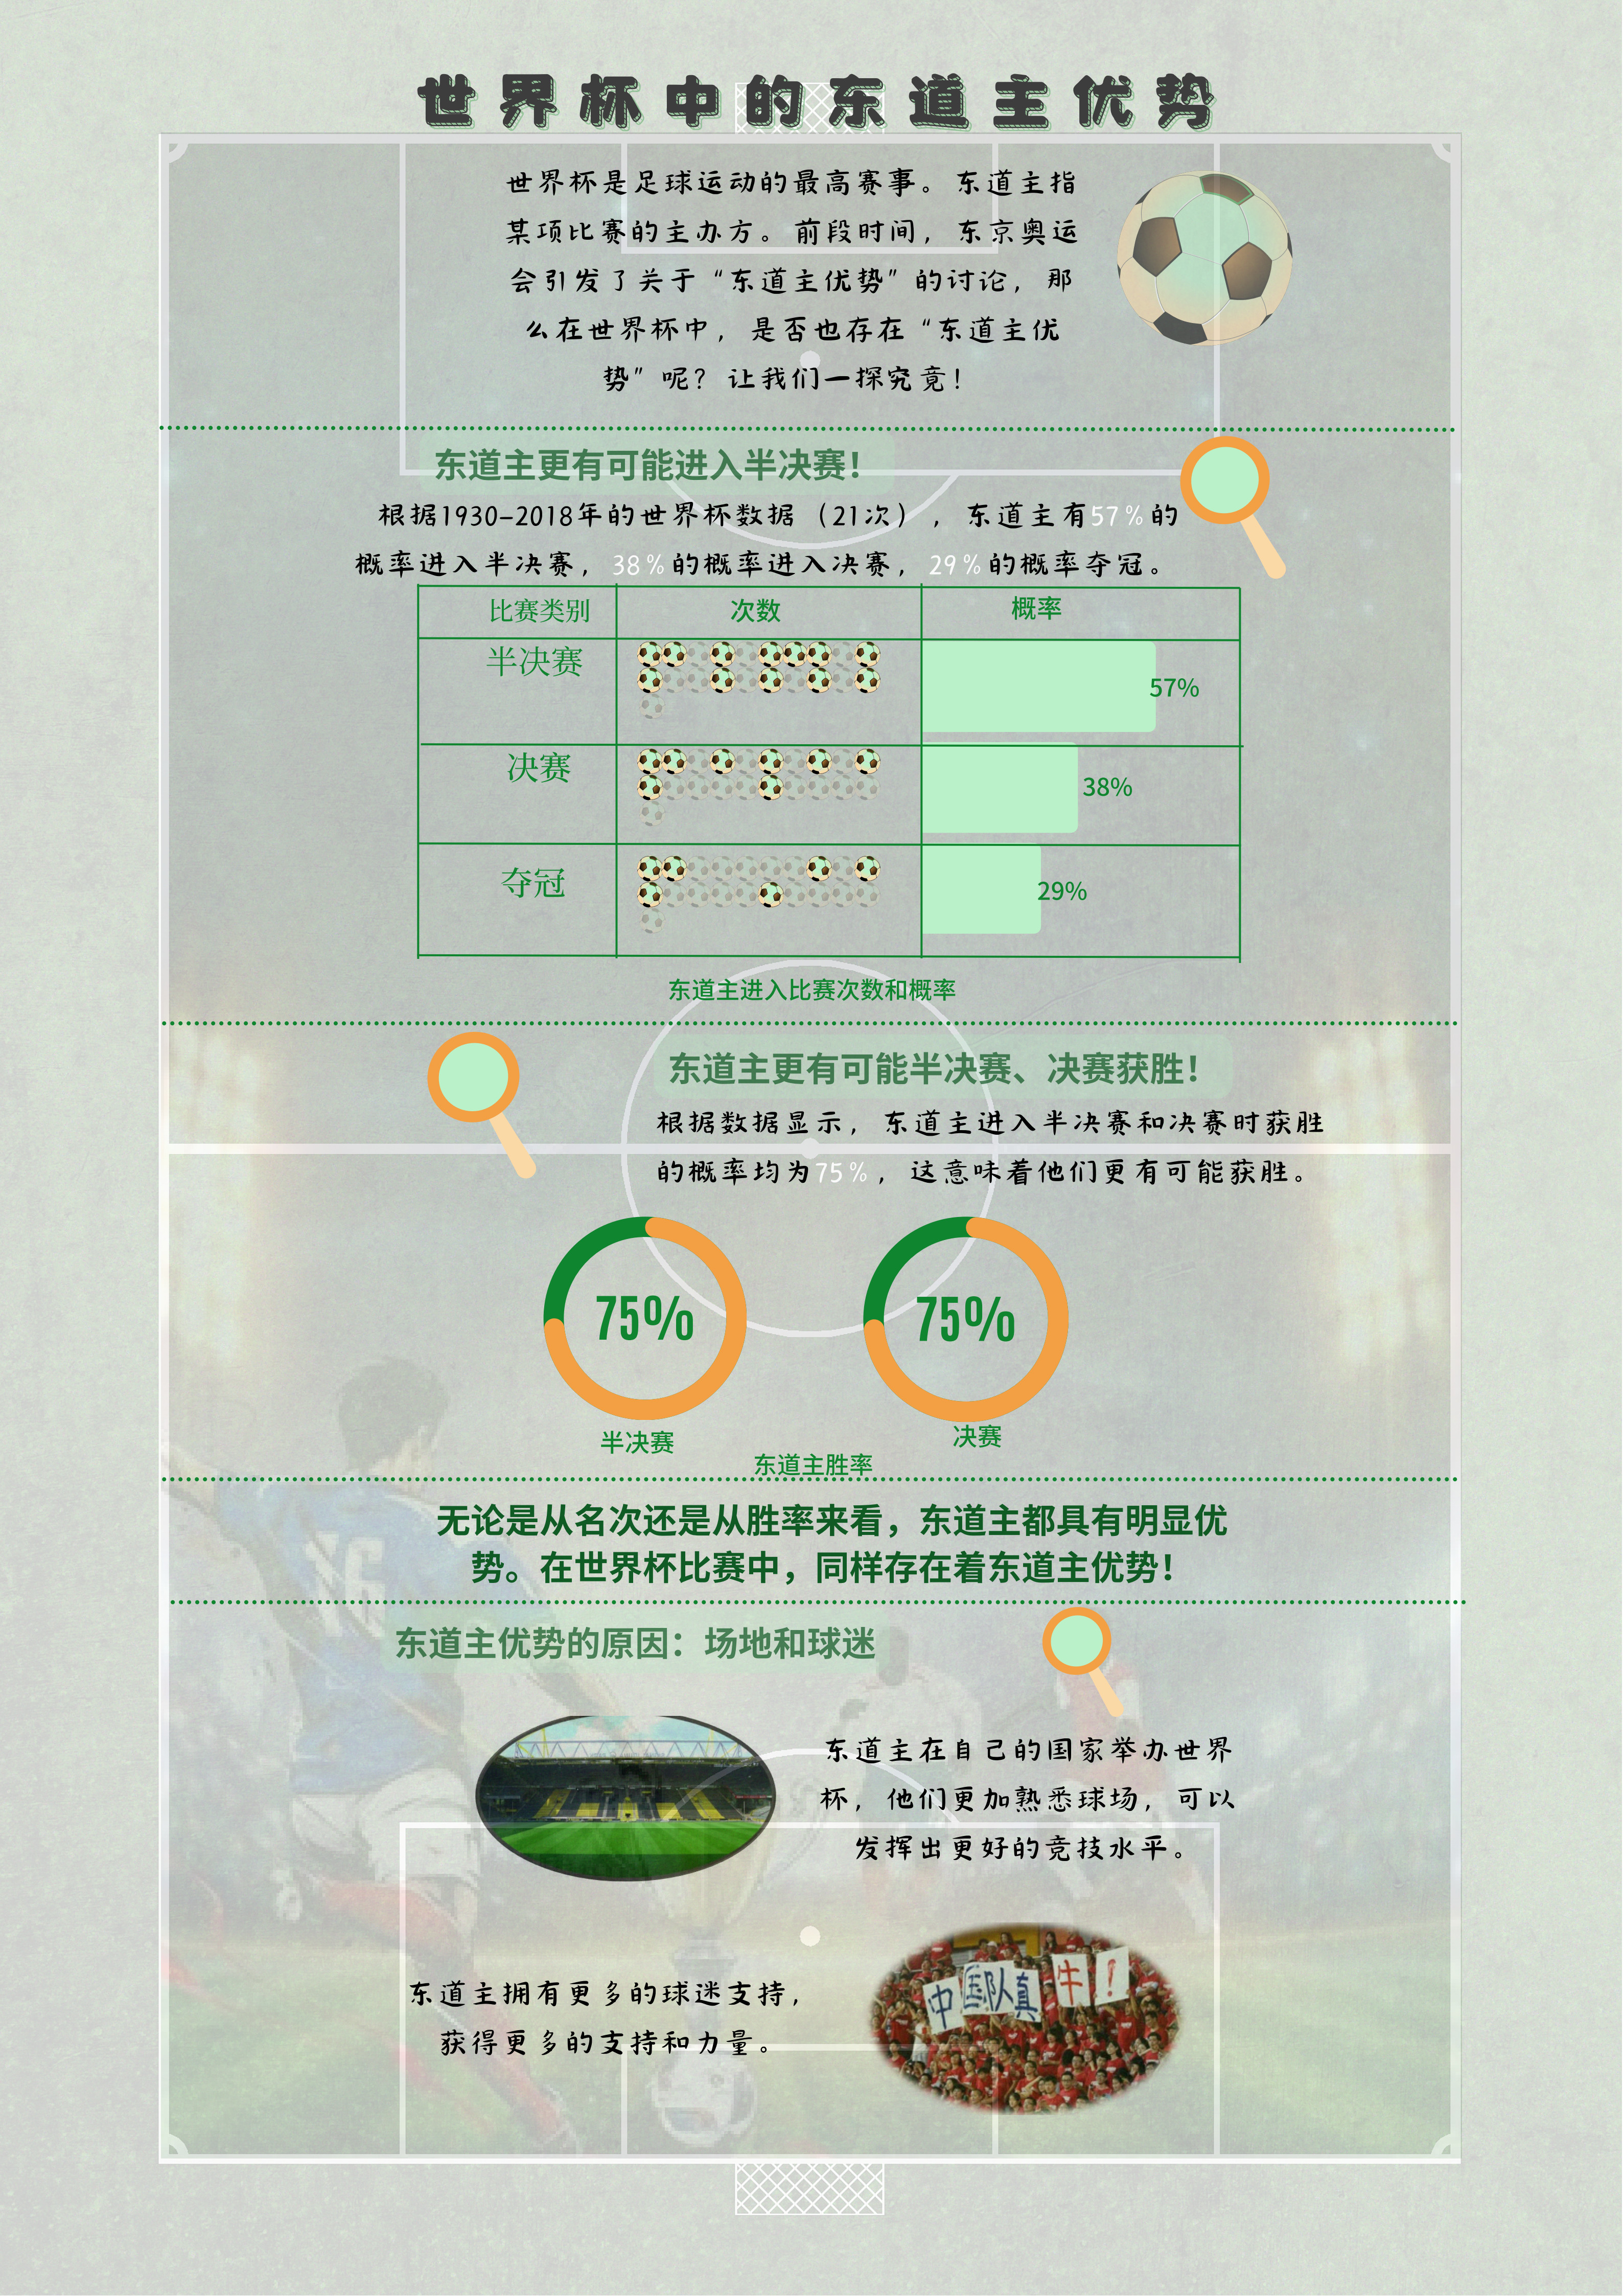 世界杯中的东道主优势
世界杯是足球运动的最高赛事。东道主指
某项比赛的主办方。前段时间，东京奥运
会引发了关于“东道主优势”的讨论，那
么在世界杯中，是否也存在“东道主优
势”呢？让我们一探究竟！
东道主更有可能进入半决赛！
根据1930-2018年的世界杯数据（21次），东道主有57%的
概率进入半决赛，38%的概率进入决赛，29%的概率夺冠。
比赛类别 次数 概率
半决赛 57%
决赛 38%
夺冠 29%
东道主进入比赛次数和概率
东道主更有可能半决赛、决赛获胜！
根据数据显示，东道主进入半决赛和决赛时获胜
的概率均为75%，这意味着他们更有可能获胜。
75% 75%
半决赛 决赛
东道主胜率
无论是从名次还是从胜率来看，东道主都具有明显优
势。在世界杯比赛中，同样存在着东道主优势！
东道主优势的原因：场地和球迷
东道主在自己的国家举办世界
杯，他们更加熟悉球场，可以
发挥出更好的竞技水平。
中国队真牛！
东道主拥有更多的球迷支持，
获得更多的支持和力量。